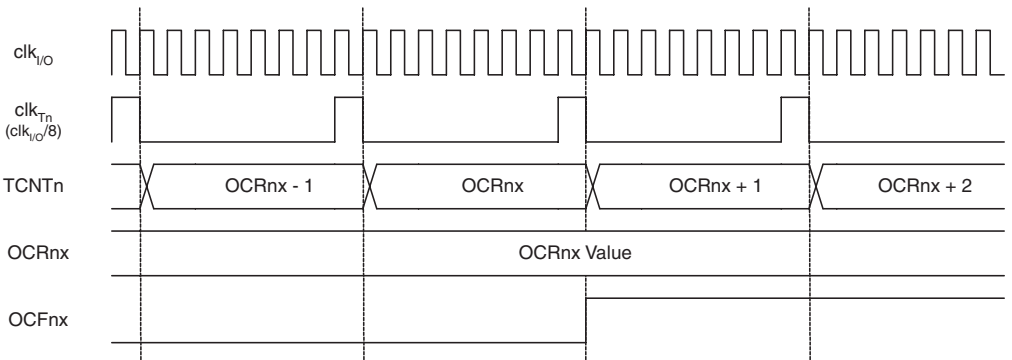 clkI/O
clkTn
(clkI/O/8)
TCNTn
OCRnx - 1
OCRnx
OCRnx + 1
OCRnx + 2
OCRnx
OCRnx Value
OCFnx